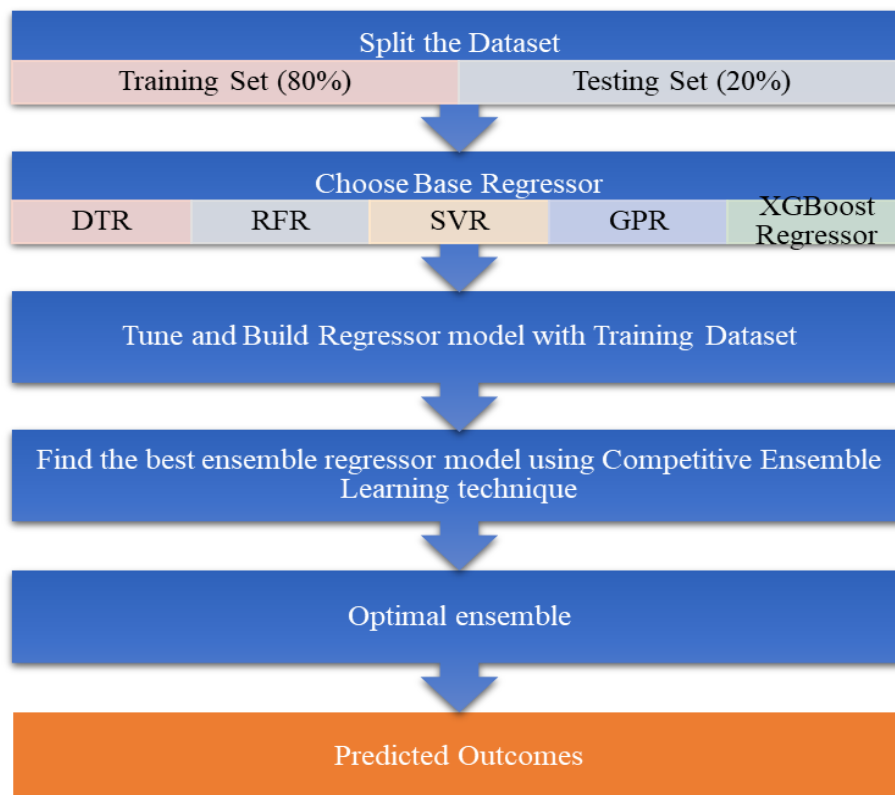 Split the Dataset
Training Set (80%)
Testing Set (20%)
Choose Base Regressor
DTR
RFR
SVR
GPR
XGBoost
Regressor
Tune and Build Regressor model with Training Dataset
Find the best ensemble regressor model using Competitive Ensemble
Learning technique
Optimal ensemble
Predicted Outcomes